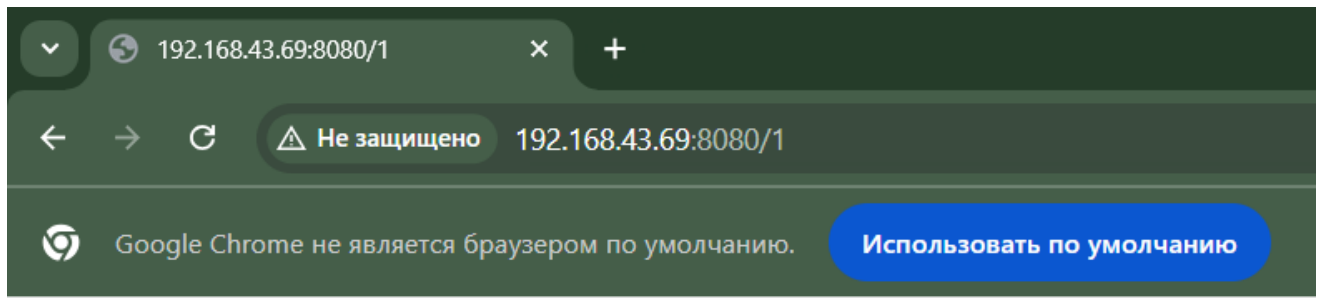 192.168.43.69:8080/1
Не защищено 192.168.43.69:8080/1
Google Chrome не является браузером по умолчанию. Использовать по умолчанию